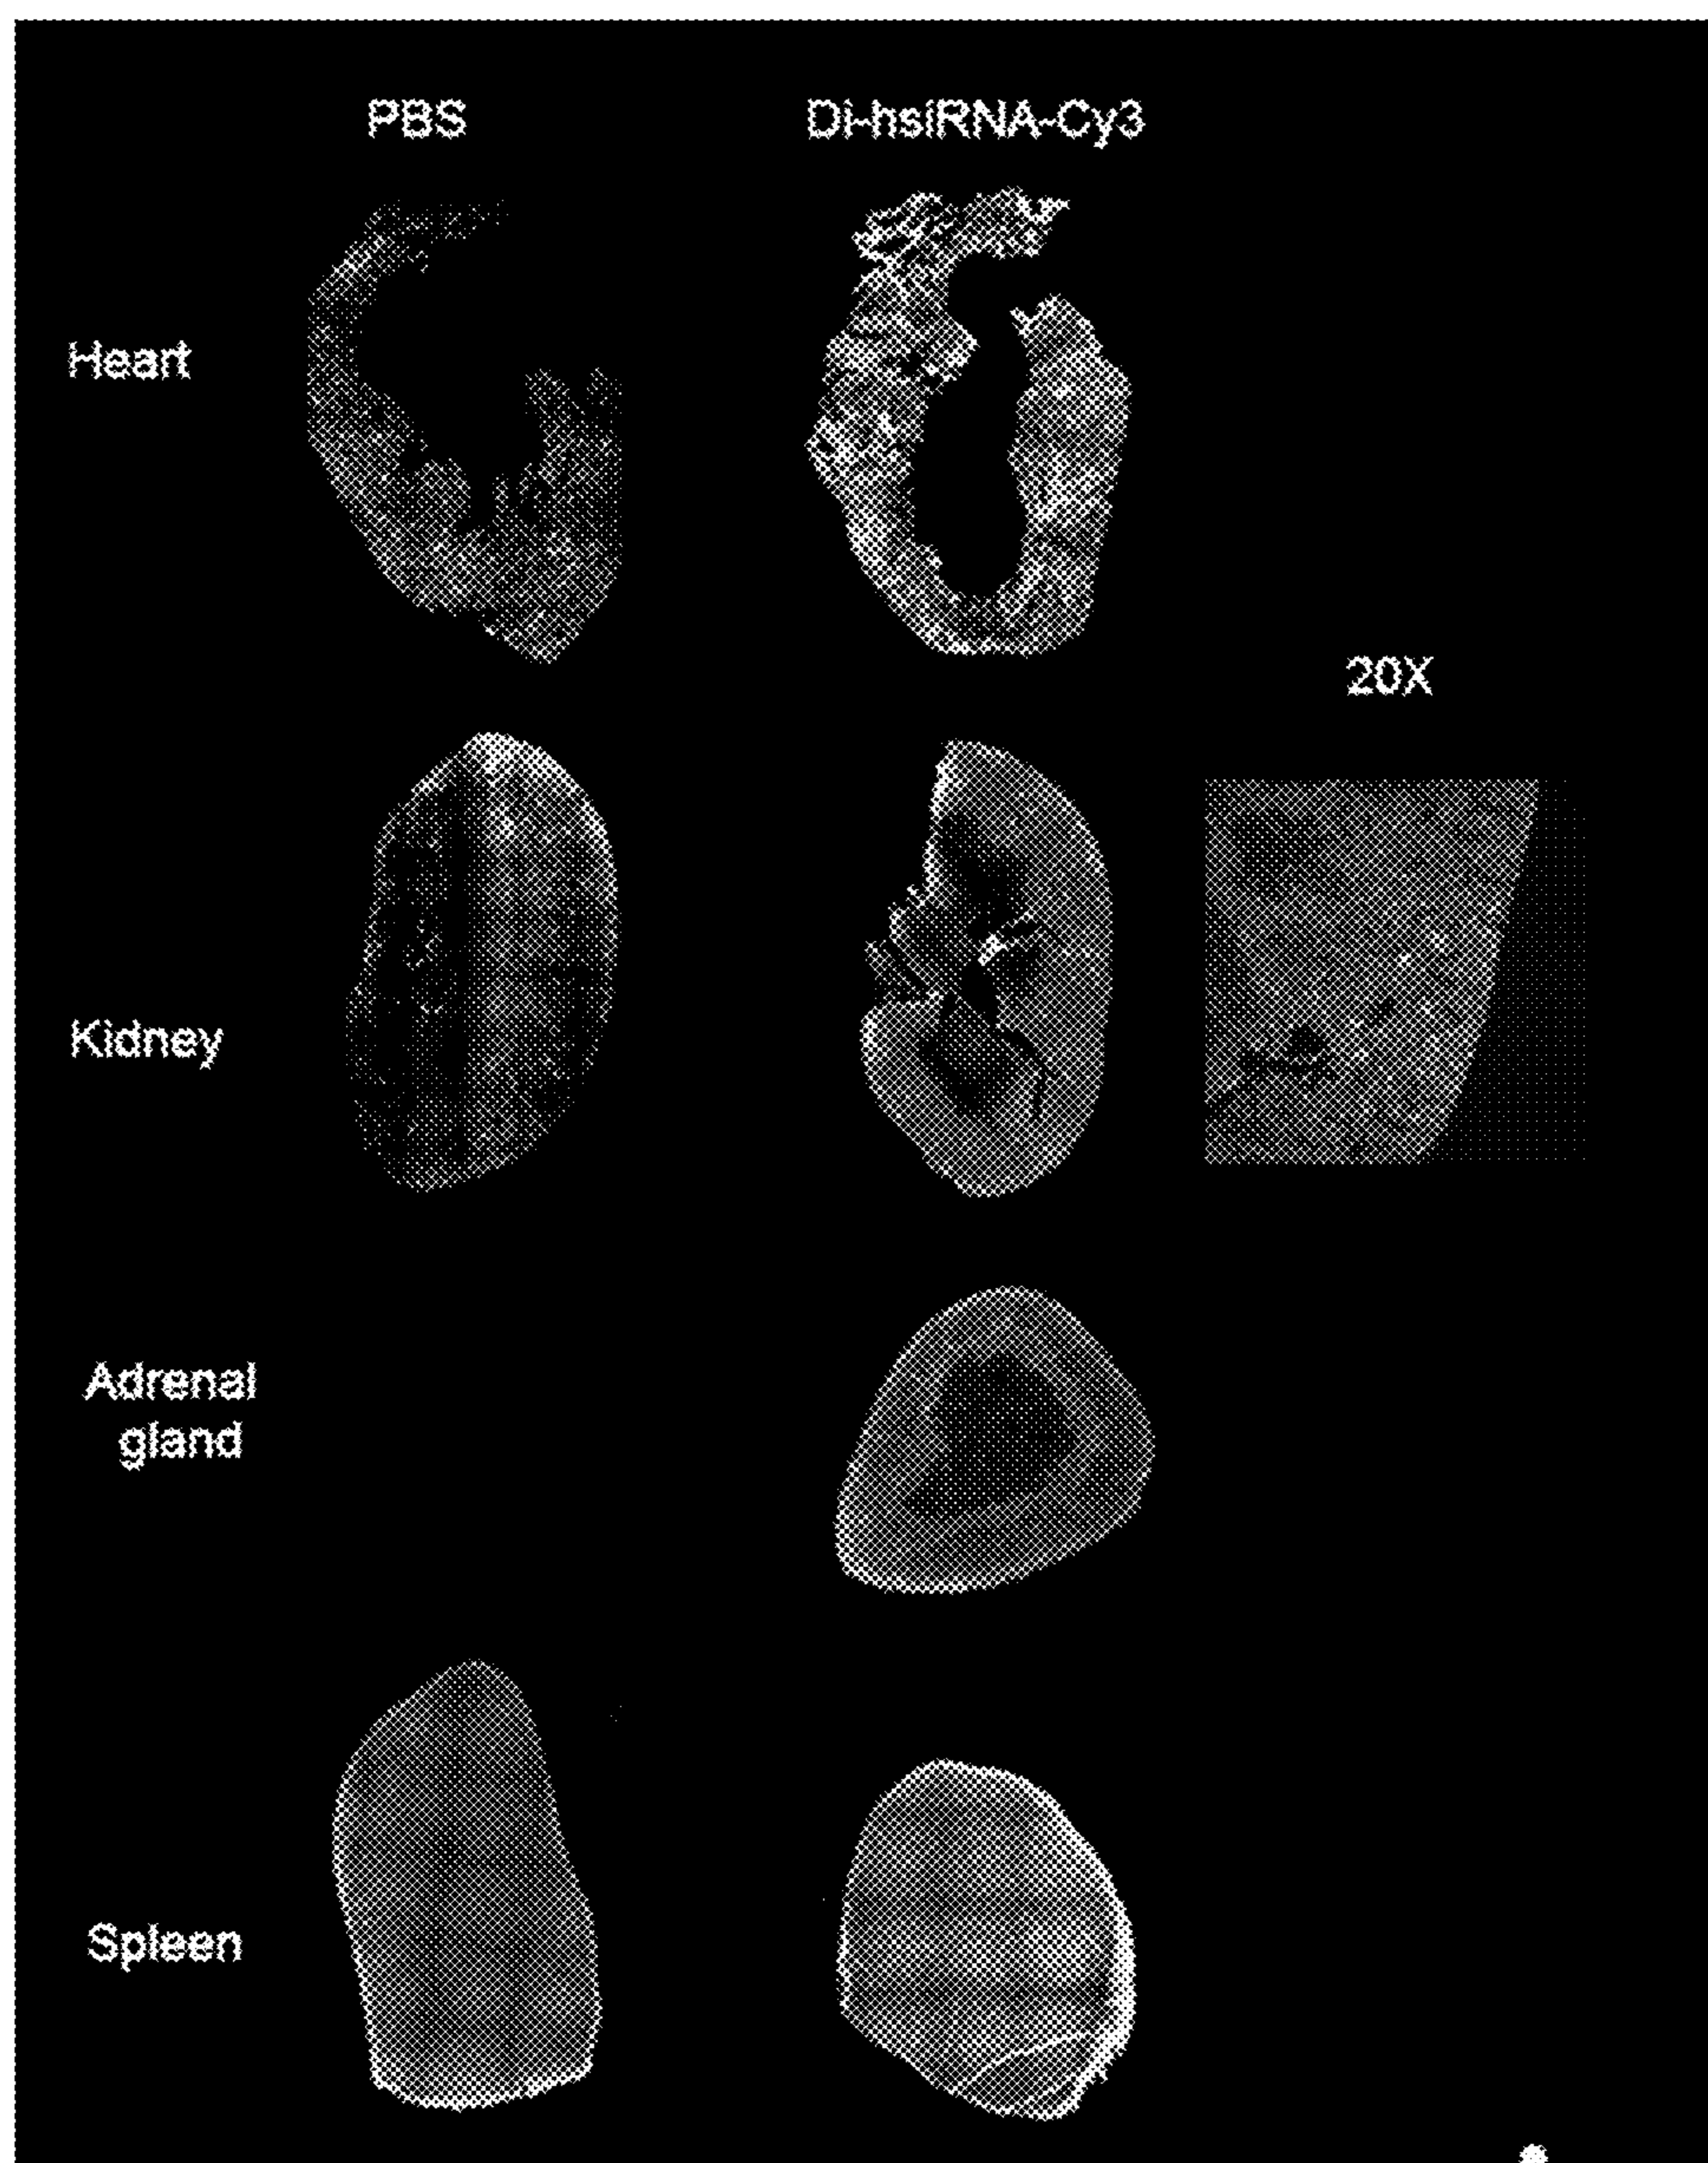 PBS
Di-hsiRNA-Cy3
Heart
20X
Kidney
Adrenal
gland
Spleen